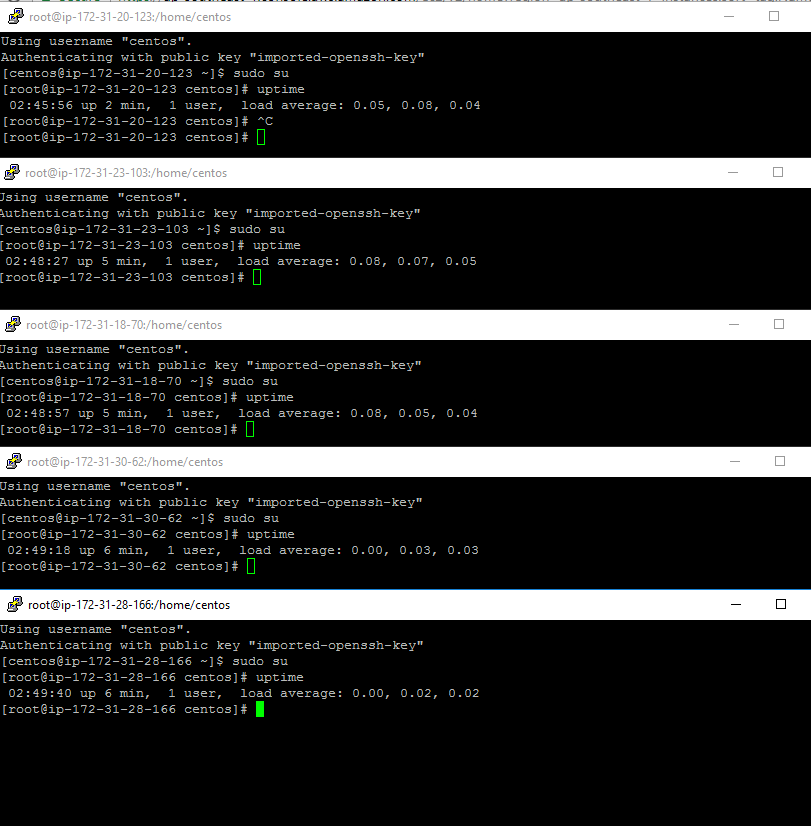 root@ip-172-31-20-123:/home/centos
Using username "centos".
Authenticating with public key "imported-openssh-key"
[centos@ip-172-31-20-123 ~]$ sudo su
[root@ip-172-31-20-123 centos]# uptime
 02:45:56 up 2 min,  1 user,  load average: 0.05, 0.08, 0.04
[root@ip-172-31-20-123 centos]# ^C
[root@ip-172-31-20-123 centos]#
root@ip-172-31-23-103:/home/centos
Using username "centos".
Authenticating with public key "imported-openssh-key"
[centos@ip-172-31-23-103 ~]$ sudo su
[root@ip-172-31-23-103 centos]# uptime
 02:48:27 up 5 min,  1 user,  load average: 0.08, 0.07, 0.05
[root@ip-172-31-23-103 centos]#
root@ip-172-31-18-70:/home/centos
Using username "centos".
Authenticating with public key "imported-openssh-key"
[centos@ip-172-31-18-70 ~]$ sudo su
[root@ip-172-31-18-70 centos]# uptime
 02:48:57 up 5 min,  1 user,  load average: 0.08, 0.05, 0.04
[root@ip-172-31-18-70 centos]#
root@ip-172-31-30-62:/home/centos
Using username "centos".
Authenticating with public key "imported-openssh-key"
[centos@ip-172-31-30-62 ~]$ sudo su
[root@ip-172-31-30-62 centos]# uptime
 02:49:18 up 6 min,  1 user,  load average: 0.00, 0.03, 0.03
[root@ip-172-31-30-62 centos]#
root@ip-172-31-28-166:/home/centos
Using username "centos".
Authenticating with public key "imported-openssh-key"
[centos@ip-172-31-28-166 ~]$ sudo su
[root@ip-172-31-28-166 centos]# uptime
 02:49:40 up 6 min,  1 user,  load average: 0.00, 0.02, 0.02
[root@ip-172-31-28-166 centos]#